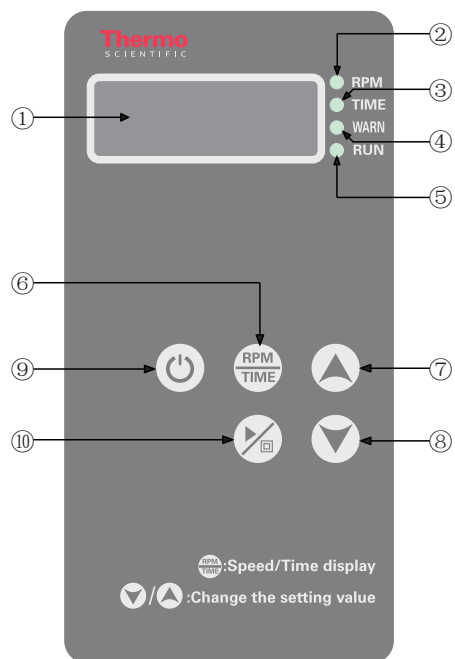 Thermo
SCIENTIFIC
②
RPM
③
TIME
①
WARN
④
RUN
⑤
⑥
RPM
TIME
⑦
⑨
⑩
⑧
RPM
TIME
:Speed/Time display
/
:Change the setting value